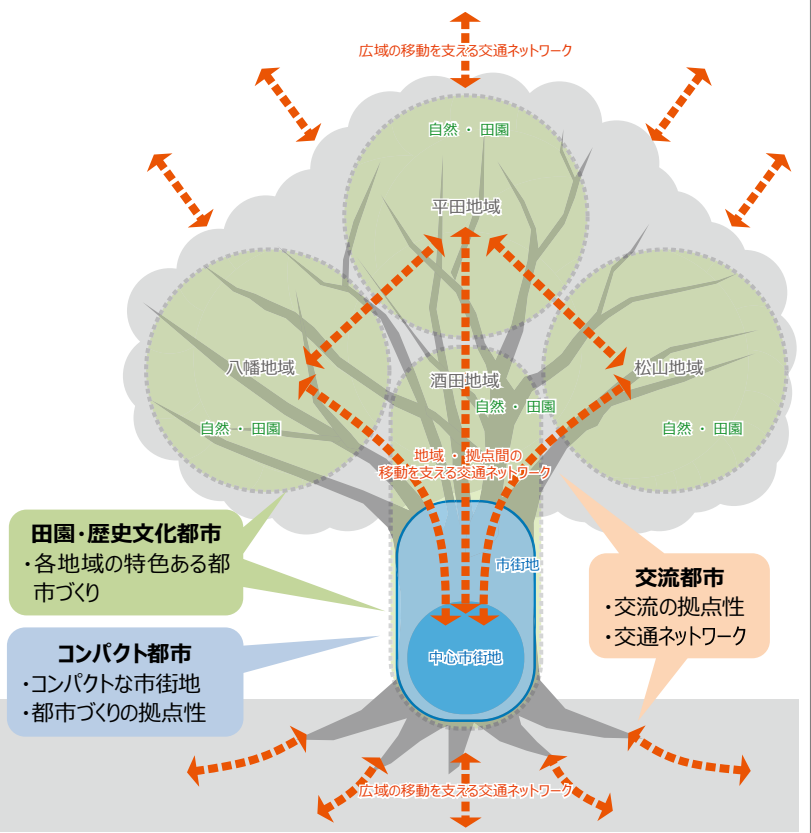 広域の移動を支える交通ネットワーク
自然・田園
平田地域
八幡地域
酒田地域
松山地域
自然・田園
自然・田園
自然・田園
地域・拠点間の
移動を支える交通ネットワーク
田園・歴史文化都市
・各地域の特色ある都
市づくり
市街地
交流都市
・交流の拠点性
・交通ネットワーク
コンパクト都市
・コンパクトな市街地
・都市づくりの拠点性
中心市街地
広域の移動を支える交通ネットワーク